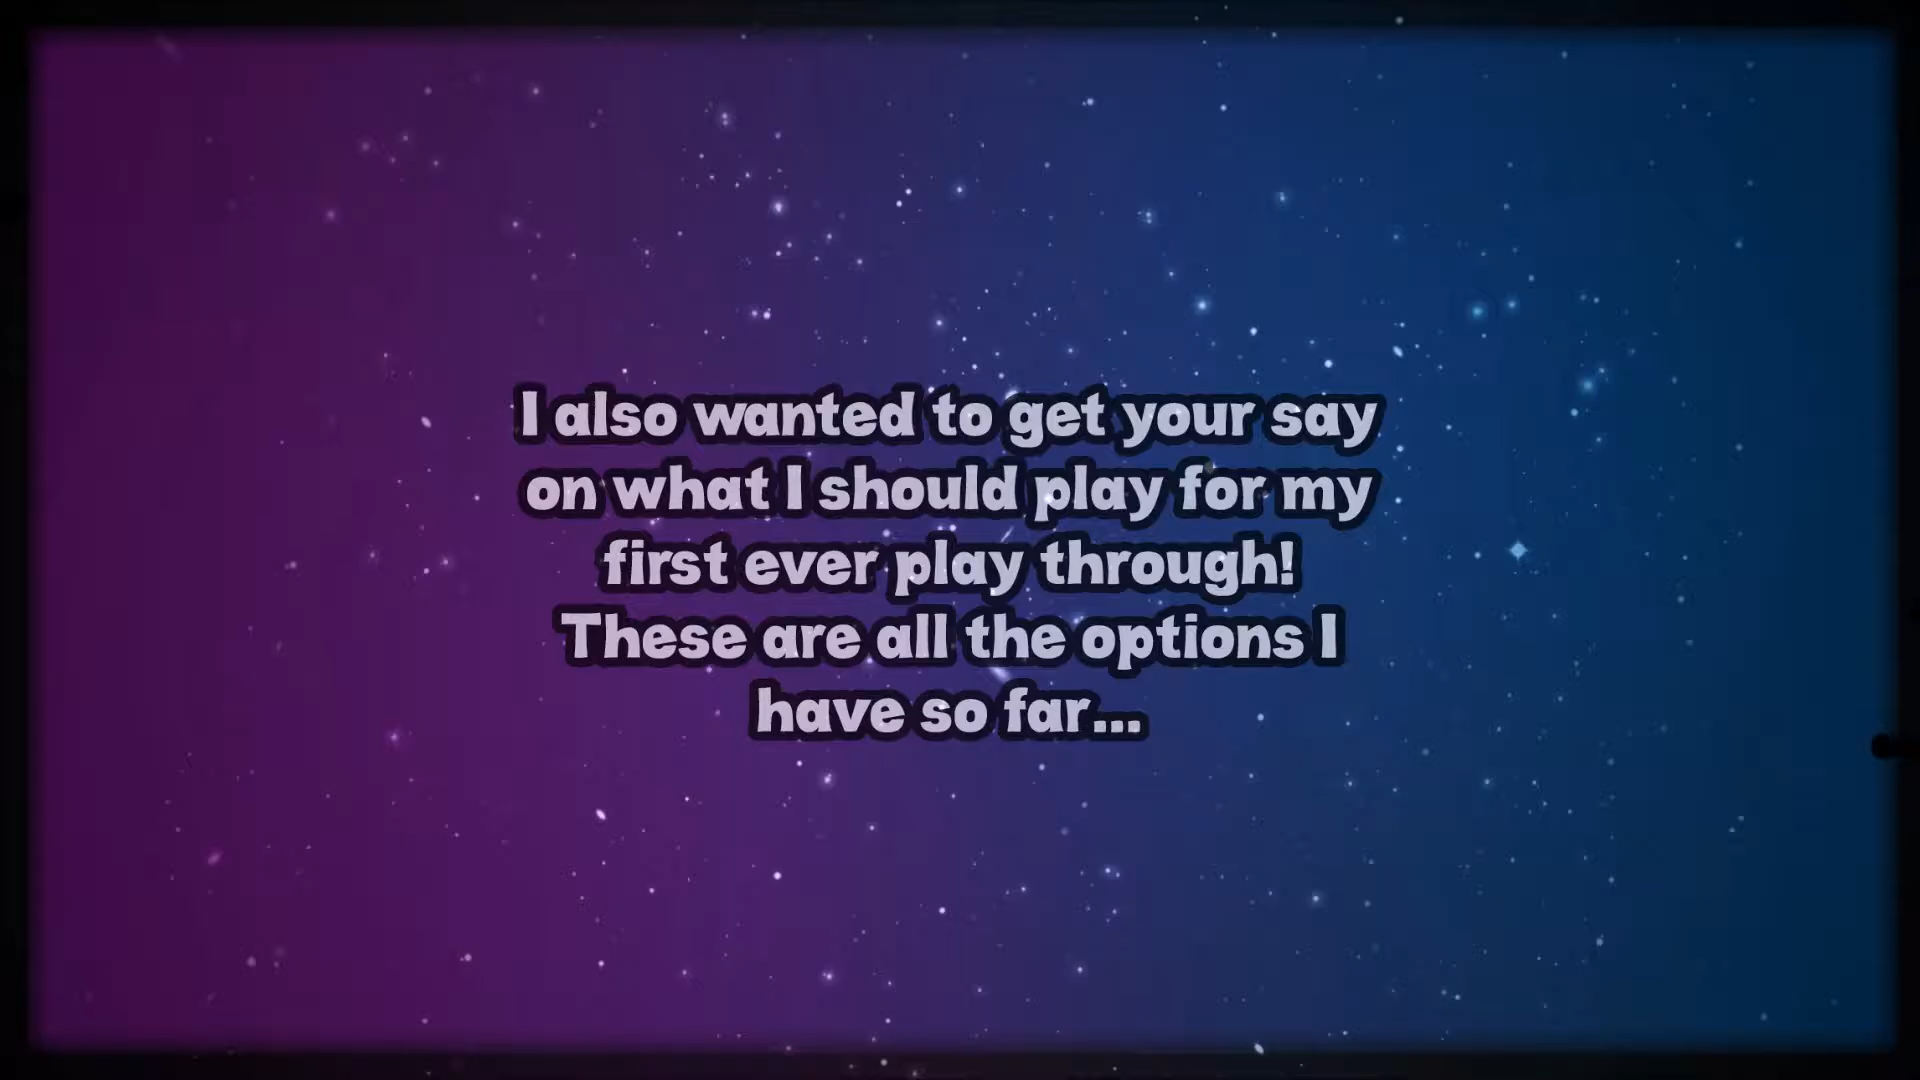 I also wanted to get your say
on what I should play for my
first ever play through!
These are all the options I
have so far...